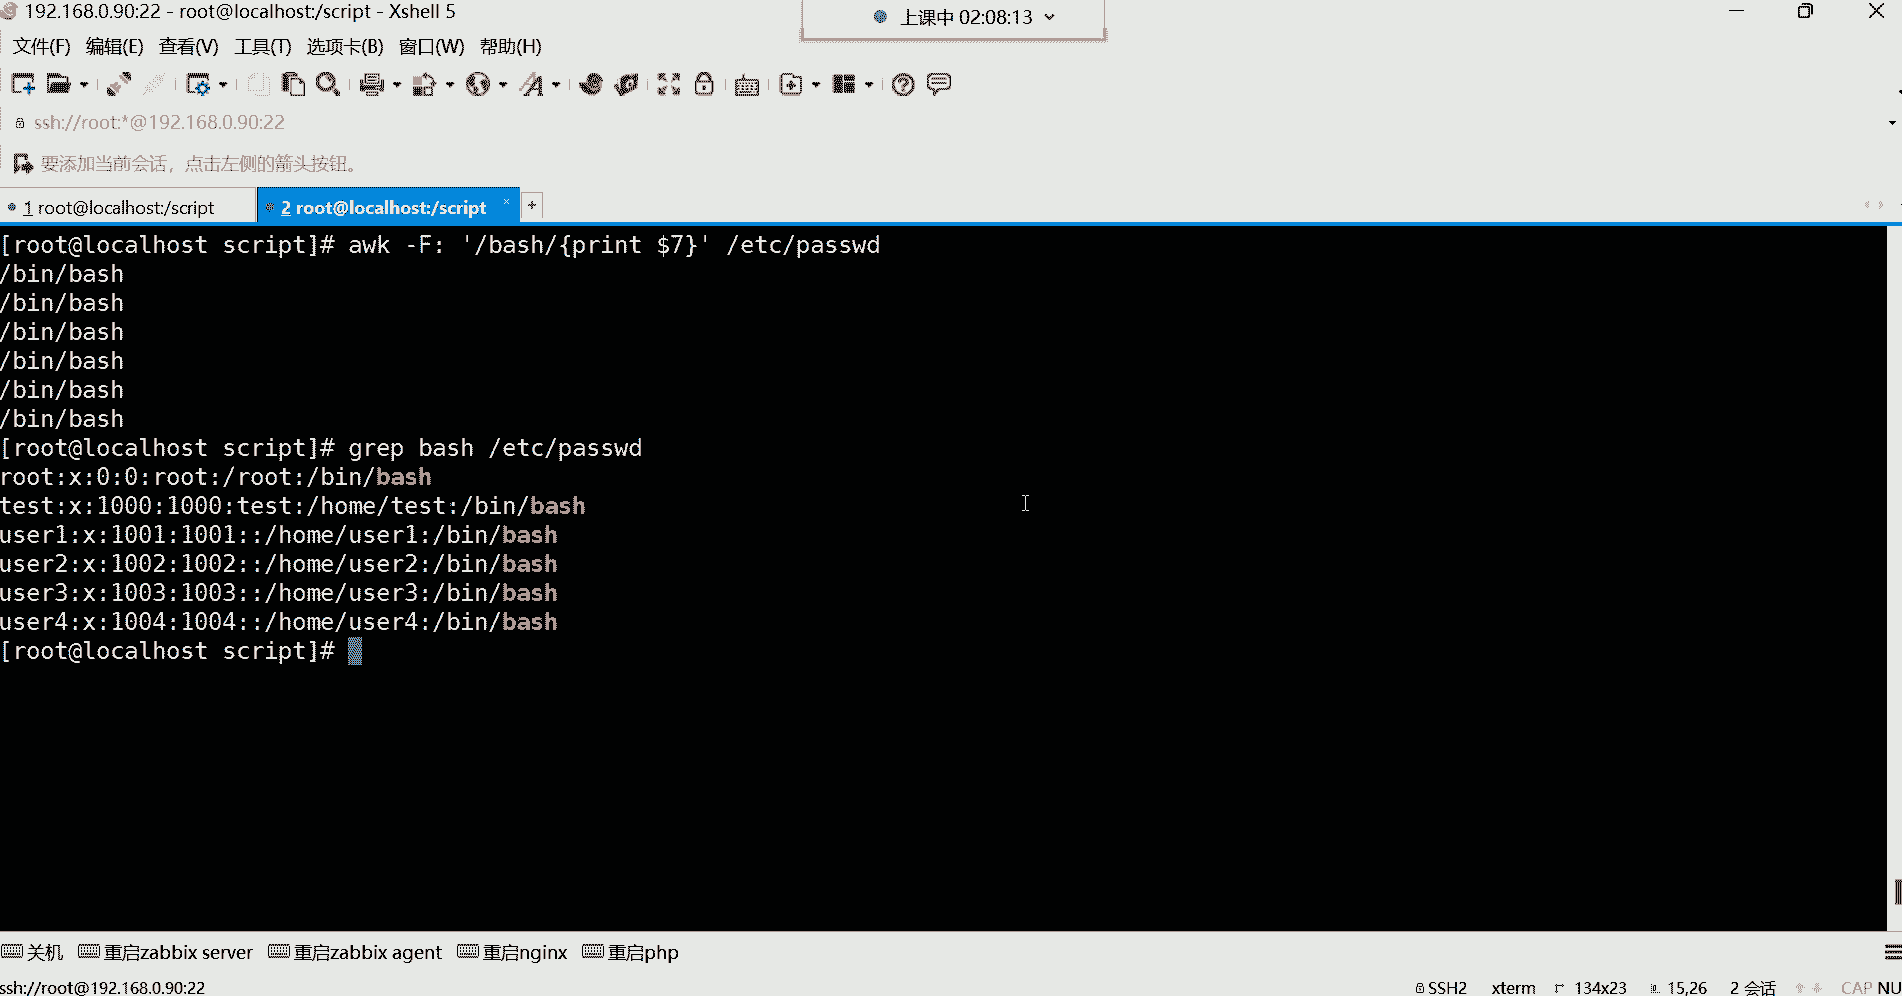 192.168.0.90:22 - root@localhost:/script - Xshell 5
上课中 02:08:13
文件(F) 编辑(E) 查看(V) 工具(T) 选项卡(B) 窗口(W) 帮助(H)
ssh://root:*@192.168.0.90:22
要添加当前会话，点击左侧的箭头按钮。
1 root@localhost:/script
2 root@localhost:/script
[root@localhost script]# awk -F: '/bash/{print $7}' /etc/passwd
/bin/bash
/bin/bash
/bin/bash
/bin/bash
/bin/bash
/bin/bash
[root@localhost script]# grep bash /etc/passwd
root:x:0:0:root:/root:/bin/bash
test:x:1000:1000:test:/home/test:/bin/bash
user1:x:1001:1001::/home/user1:/bin/bash
user2:x:1002:1002::/home/user2:/bin/bash
user3:x:1003:1003::/home/user3:/bin/bash
user4:x:1004:1004::/home/user4:/bin/bash
[root@localhost script]#
关机 重启zabbix server 重启zabbix agent 重启nginx 重启php
ssh://root@192.168.0.90:22 SSH2 xterm 134x23 15,26 2 会话 CAP NU